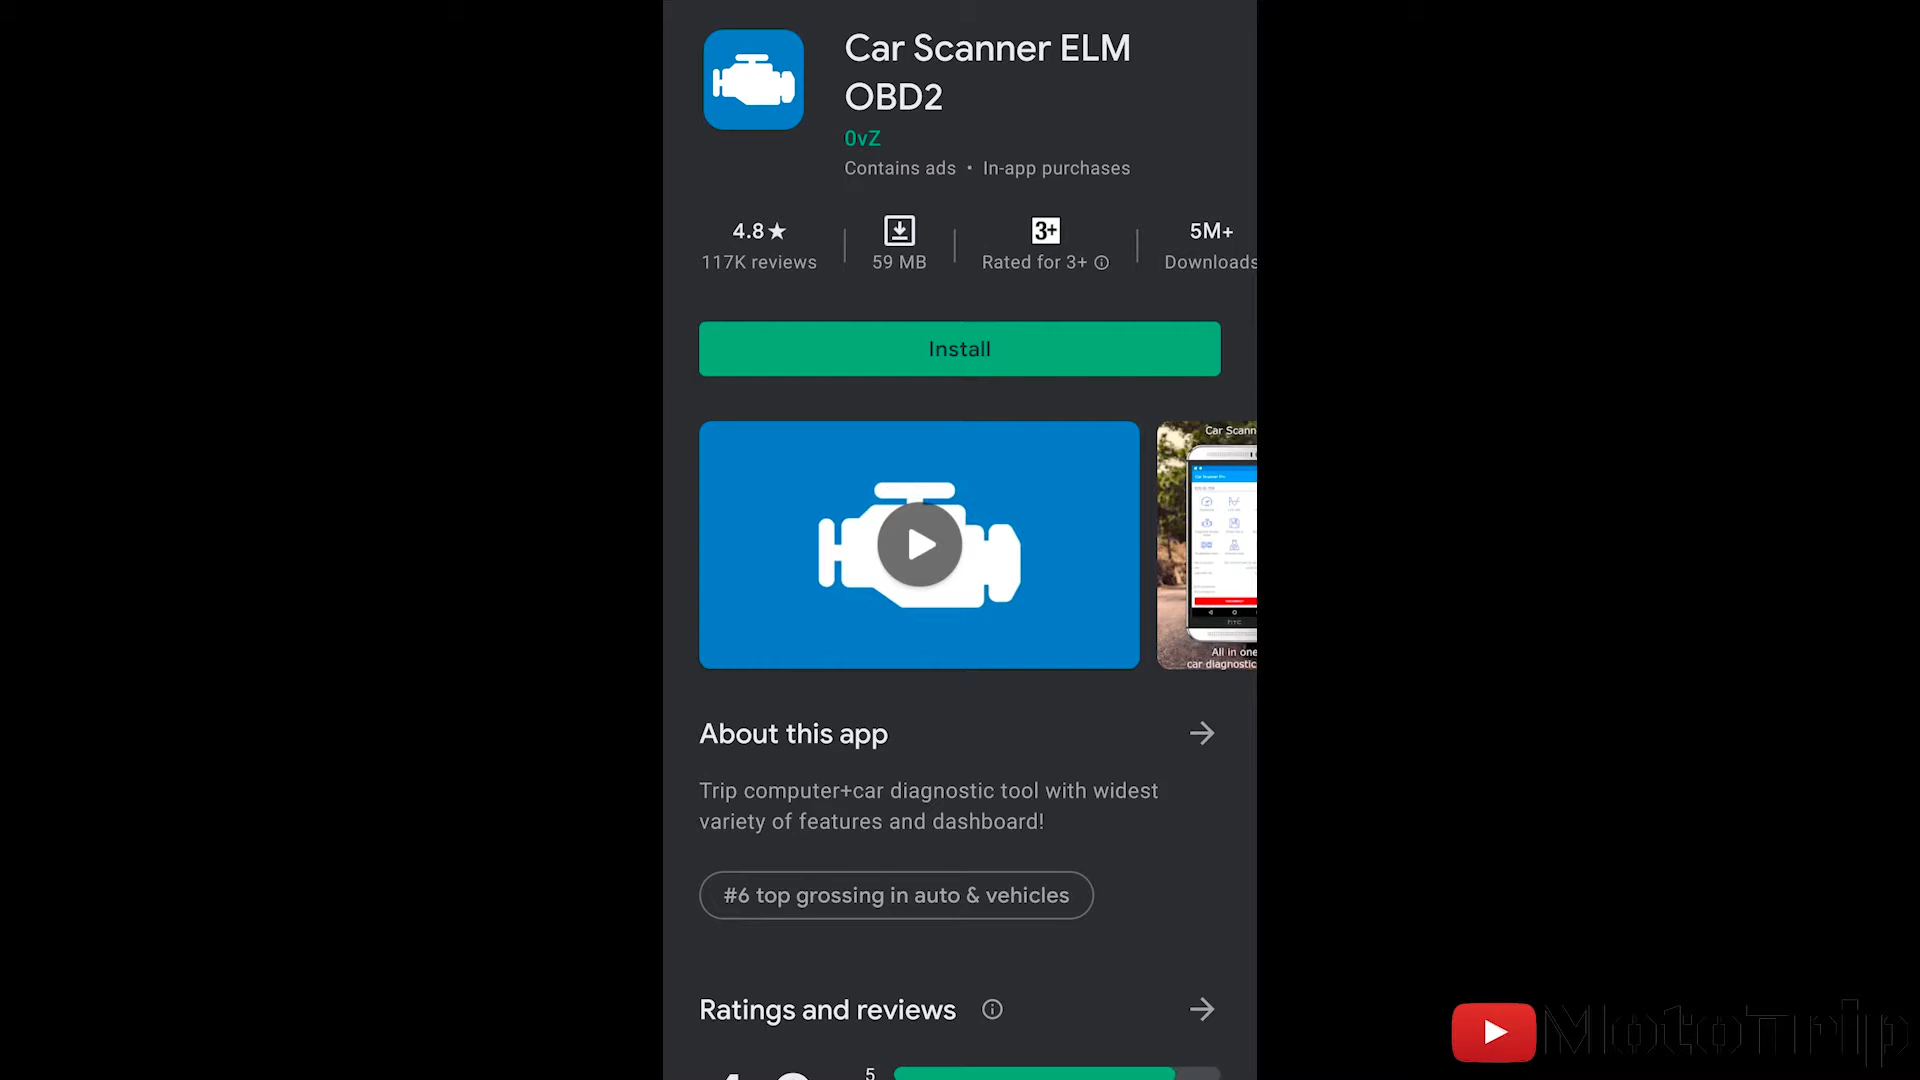 Car Scanner ELM
OBD2
0vZ
Contains ads • In-app purchases
4.8★
117K reviews
59 MB
3+
Rated for 3+
5M+
Downloads
Install
Car Scann
All in one
car diagnostic
About this app
Trip computer+car diagnostic tool with widest
variety of features and dashboard!
#6 top grossing in auto & vehicles
Ratings and reviews
5
MotoTrip